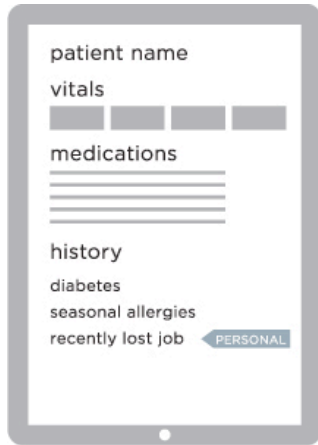 patient name
vitals
medications
history
diabetes
seasonal allergies
recently lost job PERSONAL